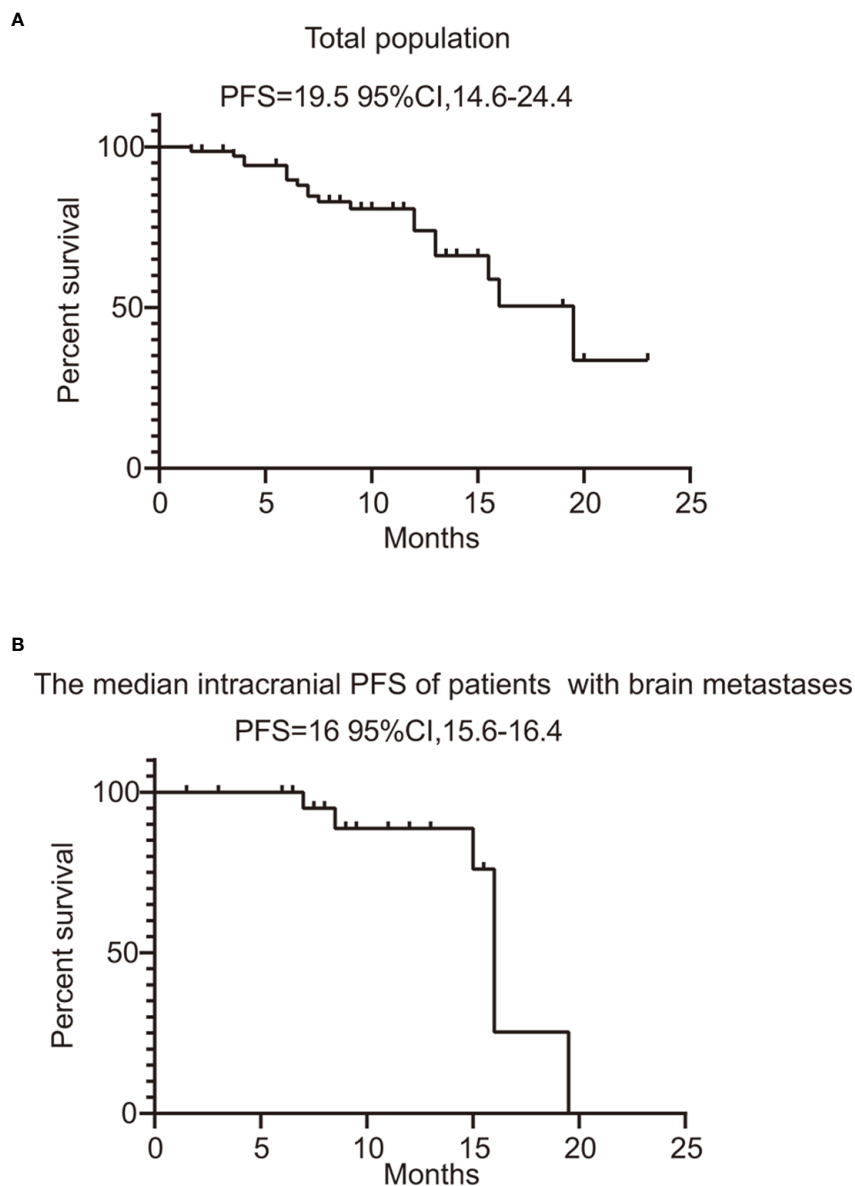 A
Total population
PFS=19.5 95%CI,14.6-24.4
100
50
0
Percent survival
0 5 10 15 20 25
Months
B
The median intracranial PFS of patients with brain metastases
PFS=16 95%CI,15.6-16.4
100
50
0
Percent survival
0 5 10 15 20 25
Months